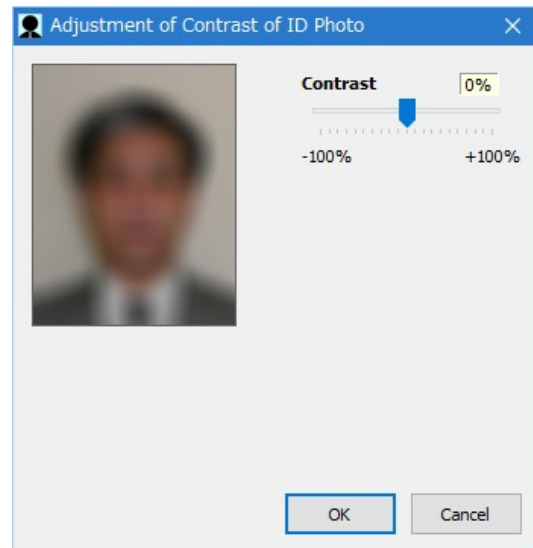 Adjustment of Contrast of ID Photo
Contrast 0%
-100% +100%
OK Cancel